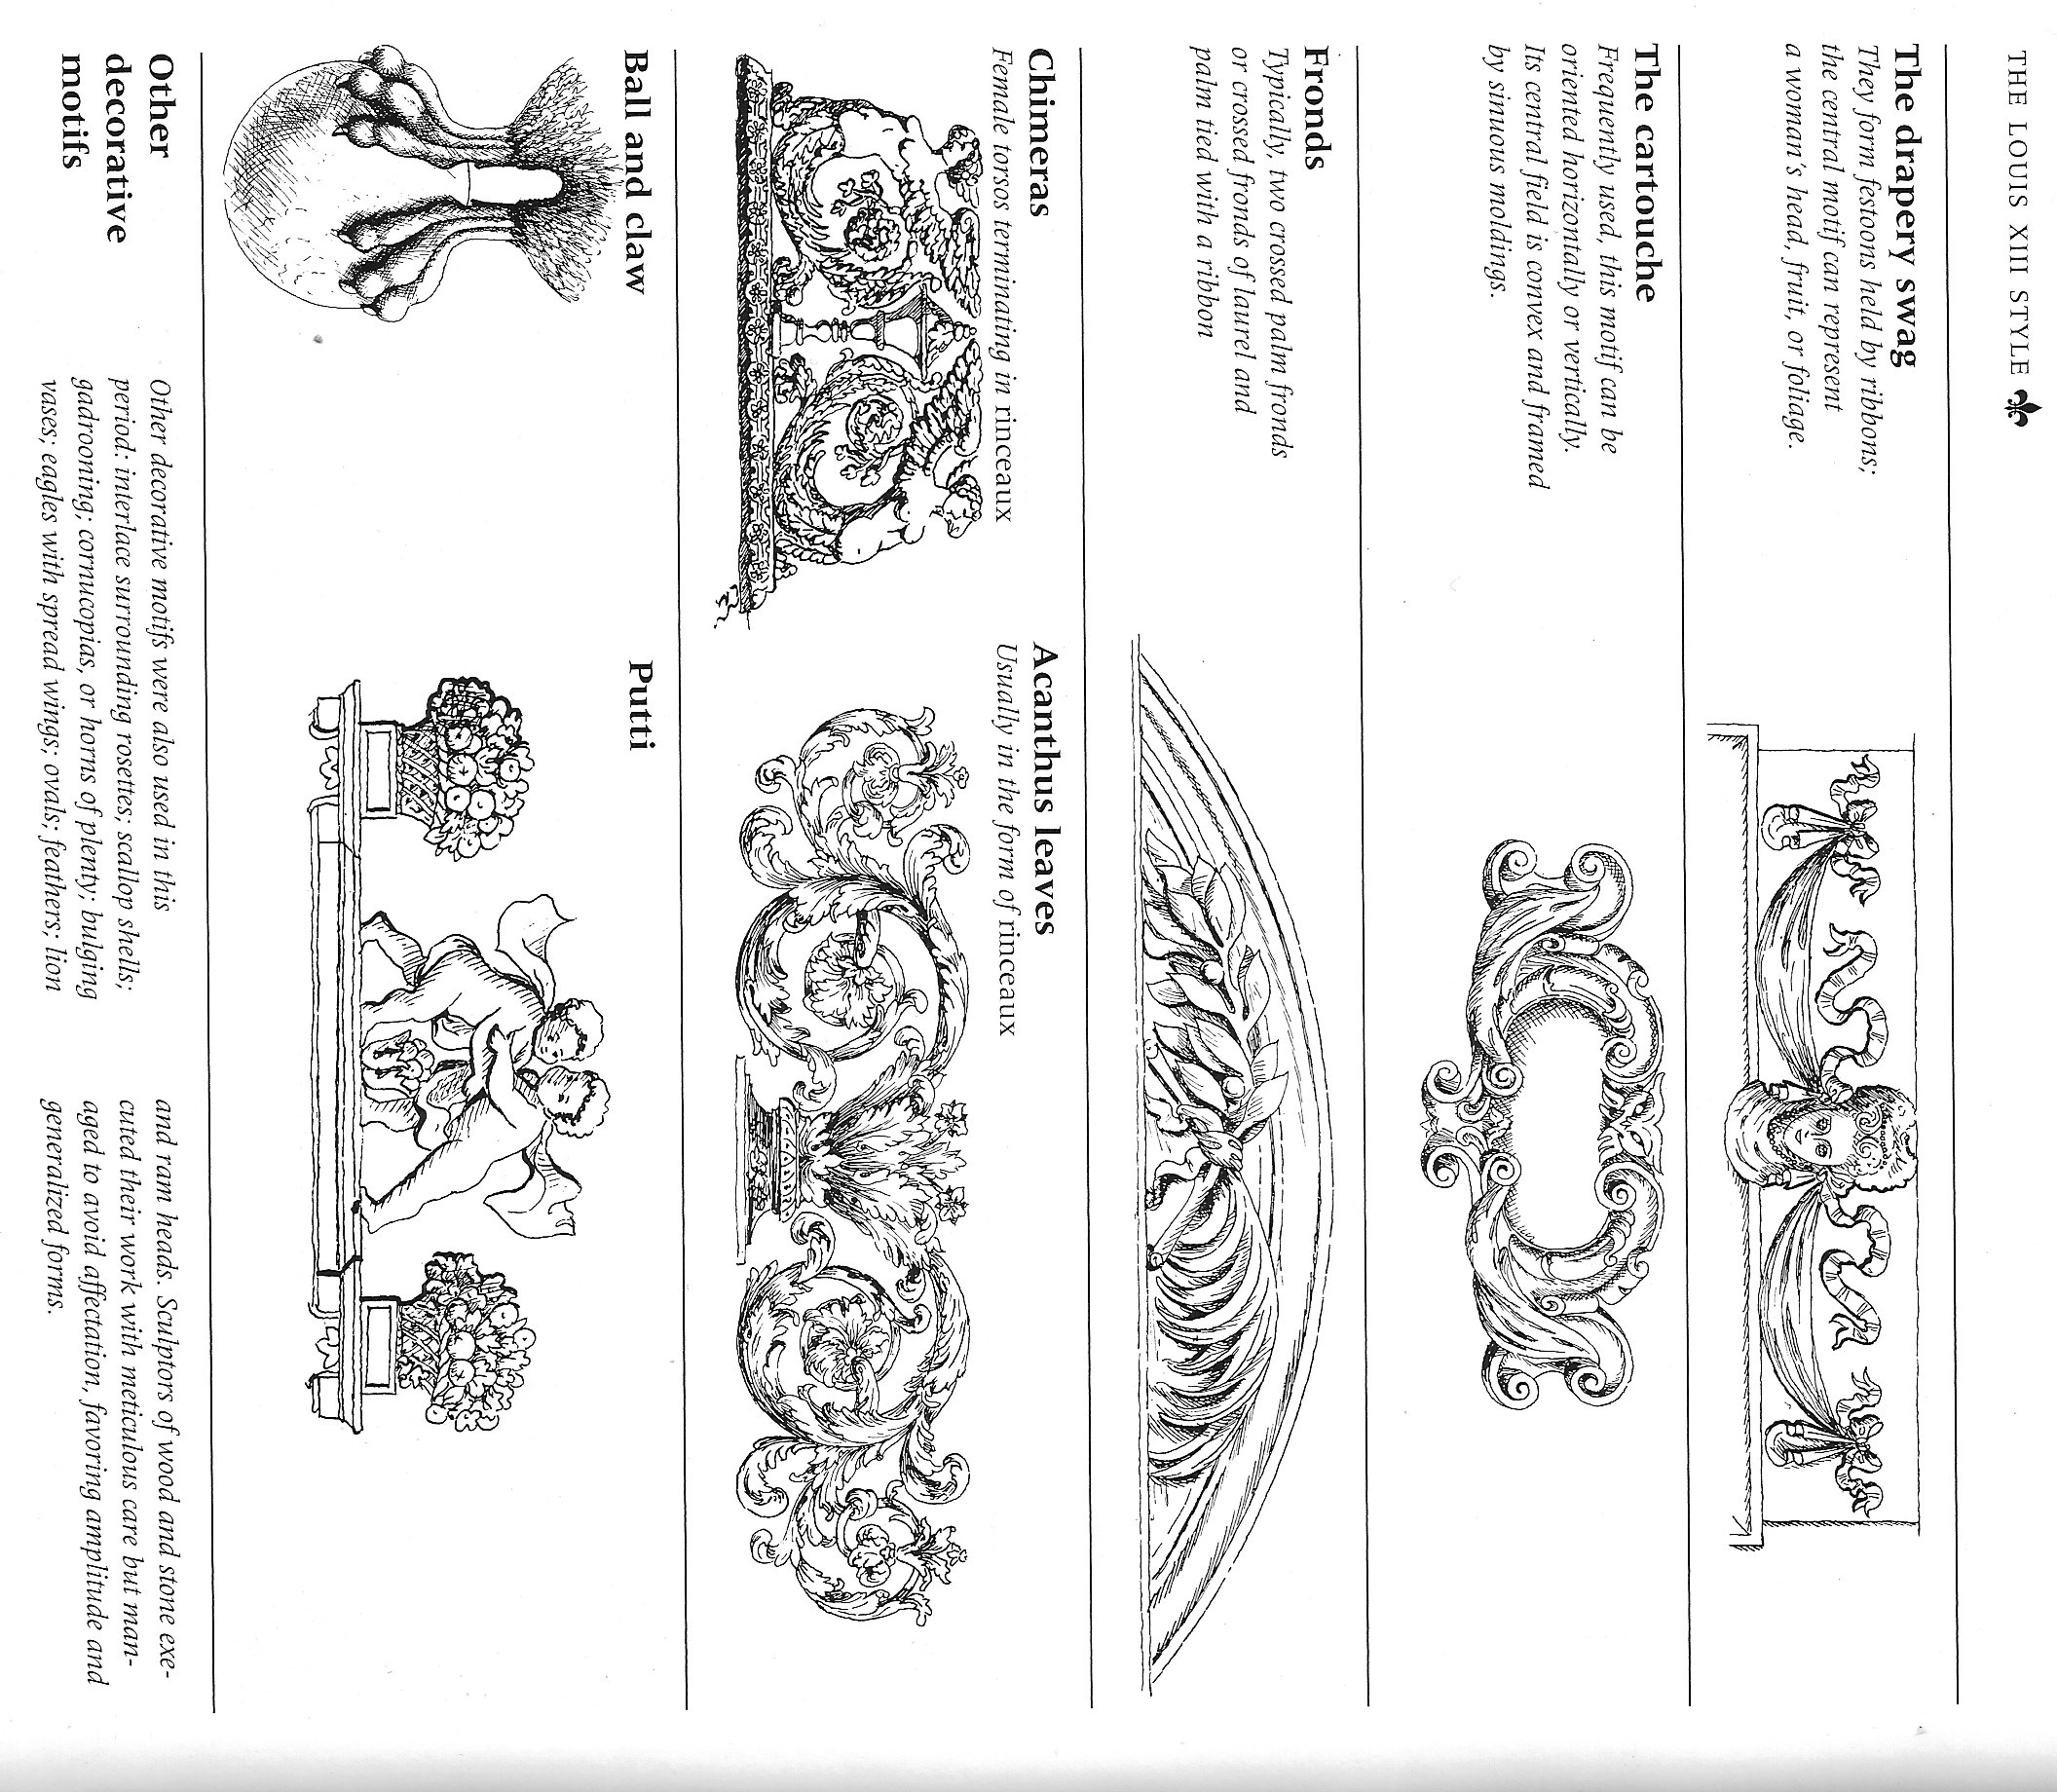 THE LOUIS XIII STYLE
The drapery swag
They form festoons held by ribbons;
the central motif can represent
a woman's head, fruit, or foliage.
The cartouche
Frequently used, this motif can be
oriented horizontally or vertically.
Its central field is convex and framed
by sinuous moldings.
Fronds
Typically, two crossed palm fronds
or crossed fronds of laurel and
palm tied with a ribbon
Chimeras
Female torsos terminating in rinceaux
Acanthus leaves
Usually in the form of rinceaux
Ball and claw
Putti
Other
decorative
motifs
Other decorative motifs were also used in this
period: interlace surrounding rosettes; scallop shells;
gadrooning; cornucopias, or horns of plenty; bulging
vases; eagles with spread wings; ovals; feathers; lion
and ram heads. Sculptors of wood and stone exe-
cuted their work with meticulous care but man-
aged to avoid affectation, favoring amplitude and
generalized forms.